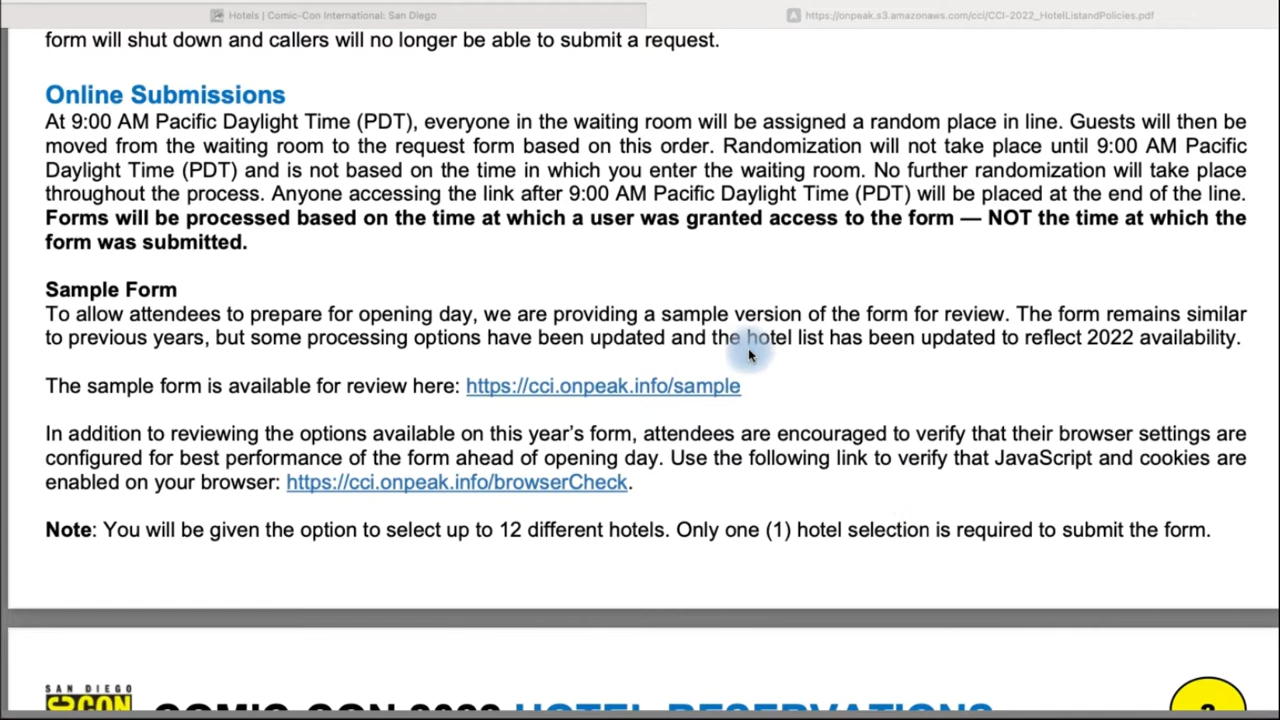 Hotels | Comic-Con International: San Diego
https://onpeak.s3.amazonaws.com/cci/CCI-2022_HotelListandPolicies.pdf
form will shut down and callers will no longer be able to submit a request.
Online Submissions
At 9:00 AM Pacific Daylight Time (PDT), everyone in the waiting room will be assigned a random place in line. Guests will then be
moved from the waiting room to the request form based on this order. Randomization will not take place until 9:00 AM Pacific
Daylight Time (PDT) and is not based on the time in which you enter the waiting room. No further randomization will take place
throughout the process. Anyone accessing the link after 9:00 AM Pacific Daylight Time (PDT) will be placed at the end of the line.
Forms will be processed based on the time at which a user was granted access to the form — NOT the time at which the
form was submitted.
Sample Form
To allow attendees to prepare for opening day, we are providing a sample version of the form for review. The form remains similar
to previous years, but some processing options have been updated and the hotel list has been updated to reflect 2022 availability.
The sample form is available for review here: https://cci.onpeak.info/sample
In addition to reviewing the options available on this year’s form, attendees are encouraged to verify that their browser settings are
configured for best performance of the form ahead of opening day. Use the following link to verify that JavaScript and cookies are
enabled on your browser: https://cci.onpeak.info/browserCheck.
Note: You will be given the option to select up to 12 different hotels. Only one (1) hotel selection is required to submit the form.
SAN DIEGO
COMIC-CON 2022 HOTEL RESERVATIONS